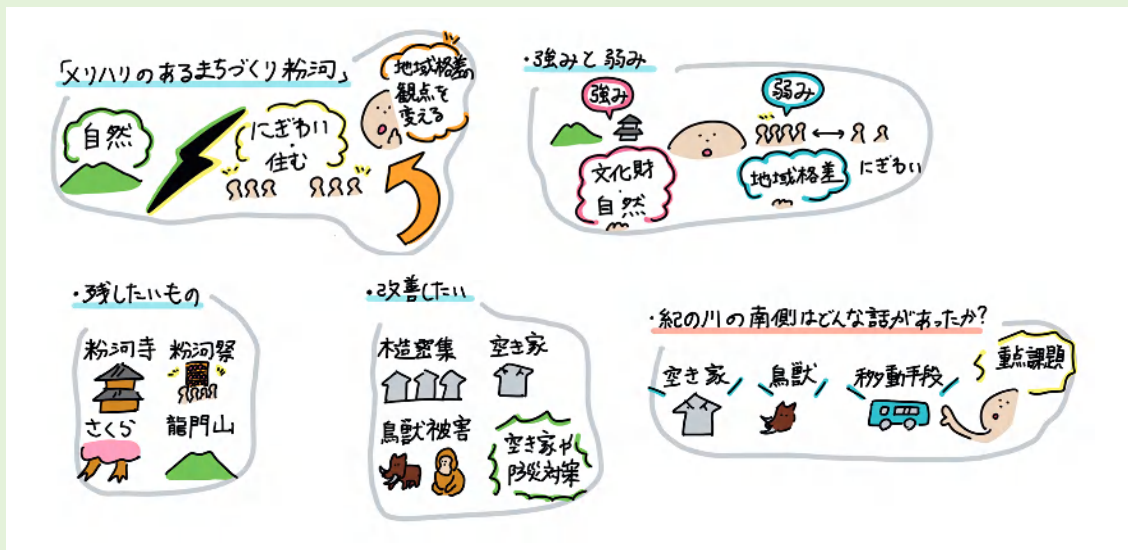 「メリハリのあるまちづくり粉河」
自然
にぎわい
・
住む
地域格差の
観点を
変える
・強みと弱み
強み
弱み
文化財
・
自然
地域格差
にぎわい
・残したいもの
粉河寺
粉河祭
さくら
龍門山
・改善したい
木造密集
空き家
鳥獣被害
空き家や
防災対策
・紀の川の南側はどんな話があったか?
空き家
鳥獣
移動手段
重点課題